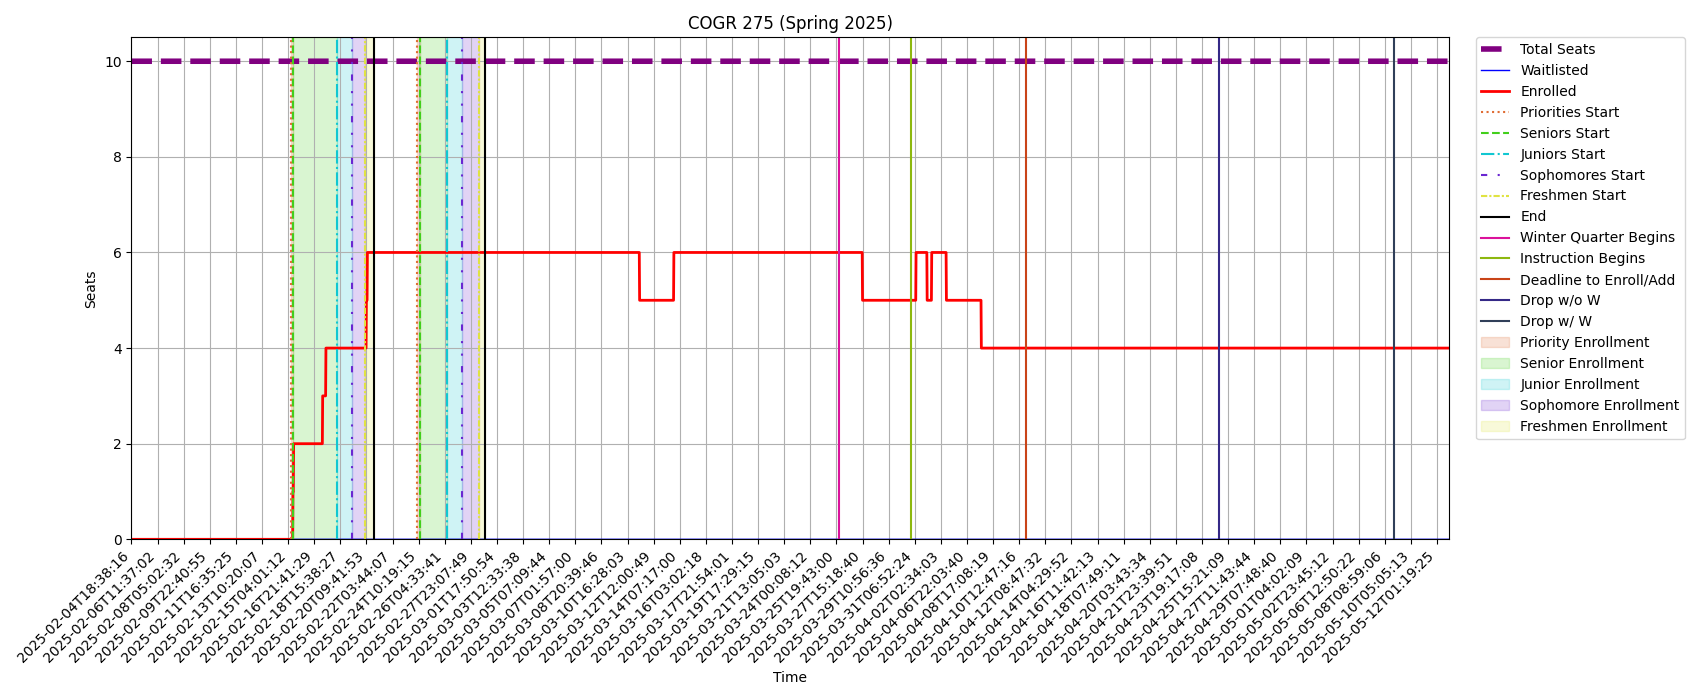 COGR 275 (Spring 2025)
Seats
10
8
6
4
2
0
2025-02-04T18:38:16
2025-02-06T11:37:02
2025-02-08T05:02:32
2025-02-09T22:40:55
2025-02-11T16:35:25
2025-02-13T10:20:07
2025-02-15T04:01:12
2025-02-16T21:41:29
2025-02-18T15:38:27
2025-02-20T09:41:53
2025-02-22T03:44:07
2025-02-24T10:19:15
2025-02-26T04:33:41
2025-02-27T23:07:49
2025-03-01T17:50:54
2025-03-03T12:33:38
2025-03-05T07:09:44
2025-03-07T01:57:00
2025-03-08T20:39:46
2025-03-10T16:28:03
2025-03-12T12:00:49
2025-03-14T07:17:00
2025-03-16T03:02:18
2025-03-17T21:54:01
2025-03-19T17:29:15
2025-03-21T13:05:03
2025-03-24T00:08:12
2025-03-25T19:43:00
2025-03-27T15:18:40
2025-03-29T10:56:36
2025-03-31T06:52:24
2025-04-02T02:34:03
2025-04-06T22:03:40
2025-04-08T17:08:19
2025-04-10T12:47:16
2025-04-12T08:47:32
2025-04-14T04:29:52
2025-04-16T11:42:13
2025-04-18T07:49:11
2025-04-20T03:43:34
2025-04-21T23:39:51
2025-04-23T19:17:08
2025-04-25T15:21:09
2025-04-27T11:43:44
2025-04-29T07:48:40
2025-05-01T04:02:09
2025-05-02T23:45:12
2025-05-06T12:50:22
2025-05-08T08:59:06
2025-05-10T05:05:13
2025-05-12T01:19:25
Time
Total Seats
Waitlisted
Enrolled
Priorities Start
Seniors Start
Juniors Start
Sophomores Start
Freshmen Start
End
Winter Quarter Begins
Instruction Begins
Deadline to Enroll/Add
Drop w/o W
Drop w/ W
Priority Enrollment
Senior Enrollment
Junior Enrollment
Sophomore Enrollment
Freshmen Enrollment